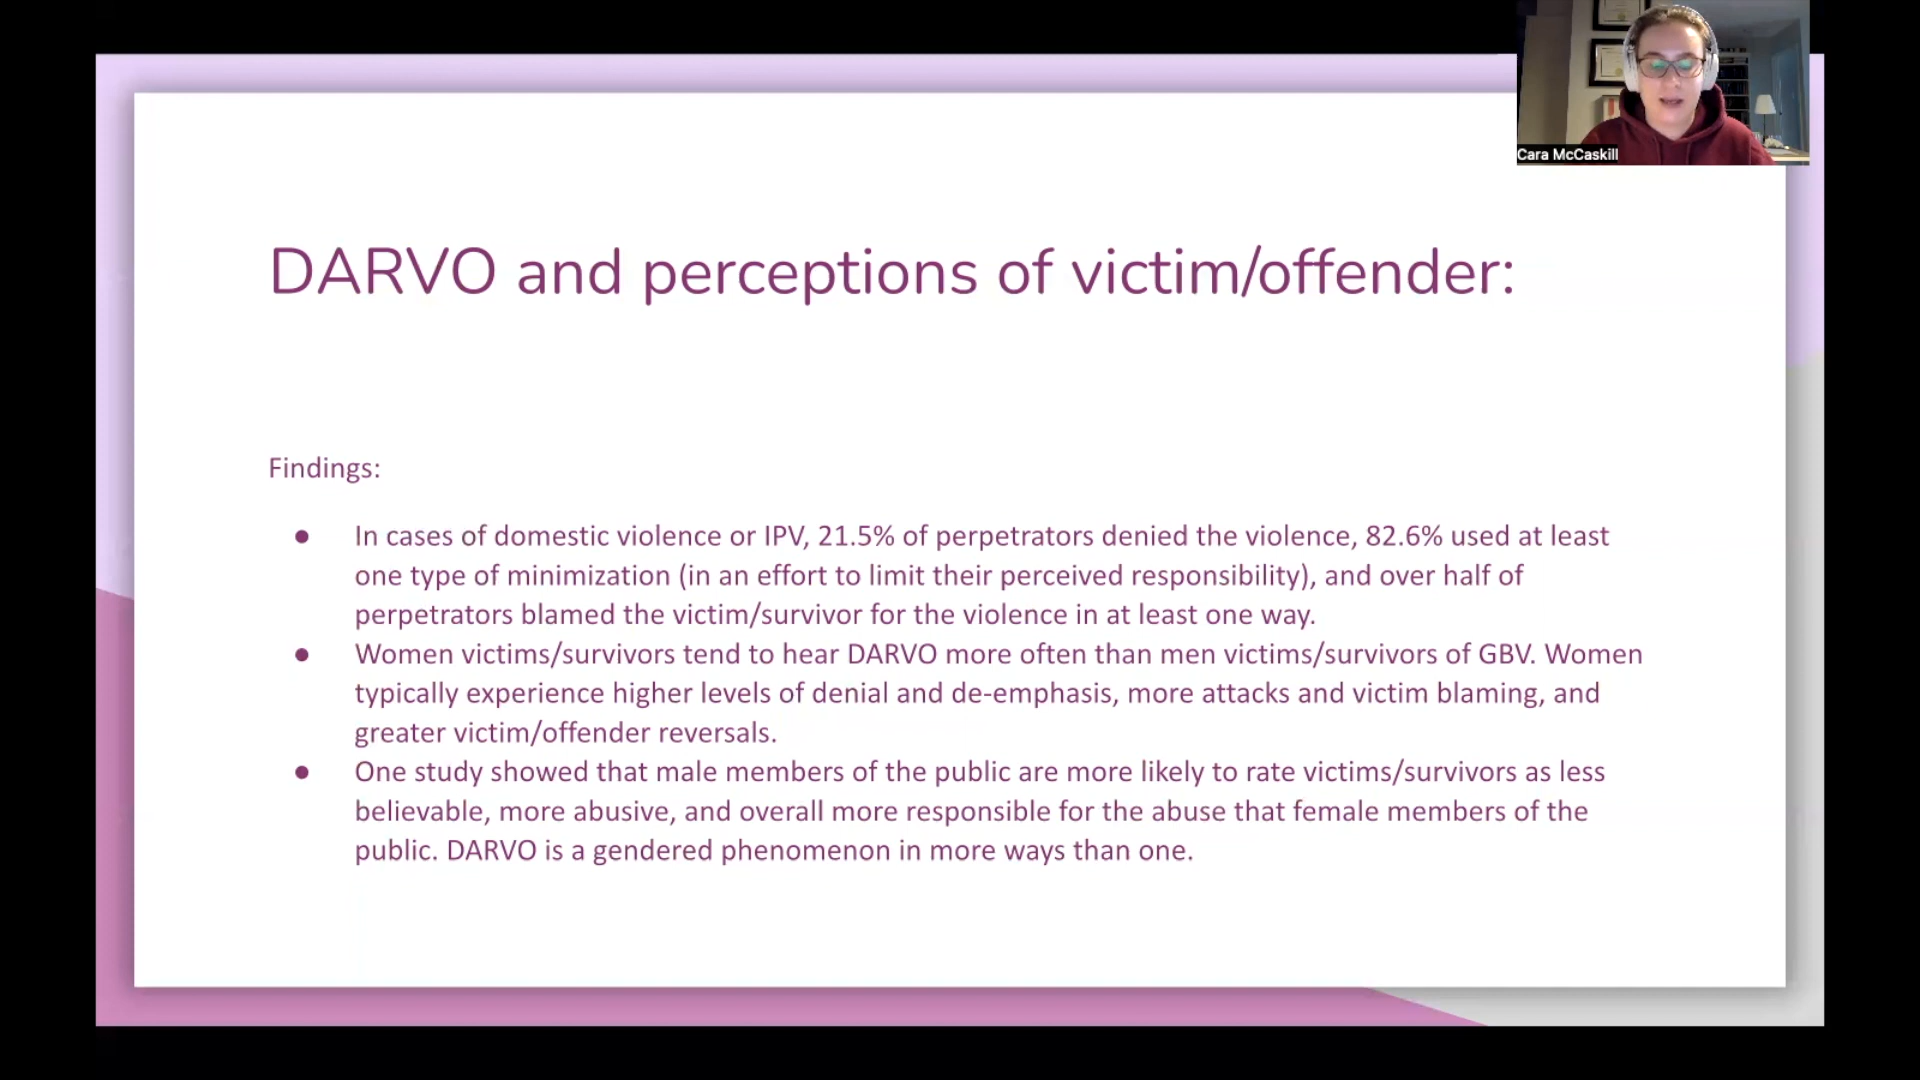 Cara McCaskill
DARVO and perceptions of victim/offender:
Findings:
● In cases of domestic violence or IPV, 21.5% of perpetrators denied the violence, 82.6% used at least
one type of minimization (in an effort to limit their perceived responsibility), and over half of
perpetrators blamed the victim/survivor for the violence in at least one way.
● Women victims/survivors tend to hear DARVO more often than men victims/survivors of GBV. Women
typically experience higher levels of denial and de-emphasis, more attacks and victim blaming, and
greater victim/offender reversals.
● One study showed that male members of the public are more likely to rate victims/survivors as less
believable, more abusive, and overall more responsible for the abuse that female members of the
public. DARVO is a gendered phenomenon in more ways than one.